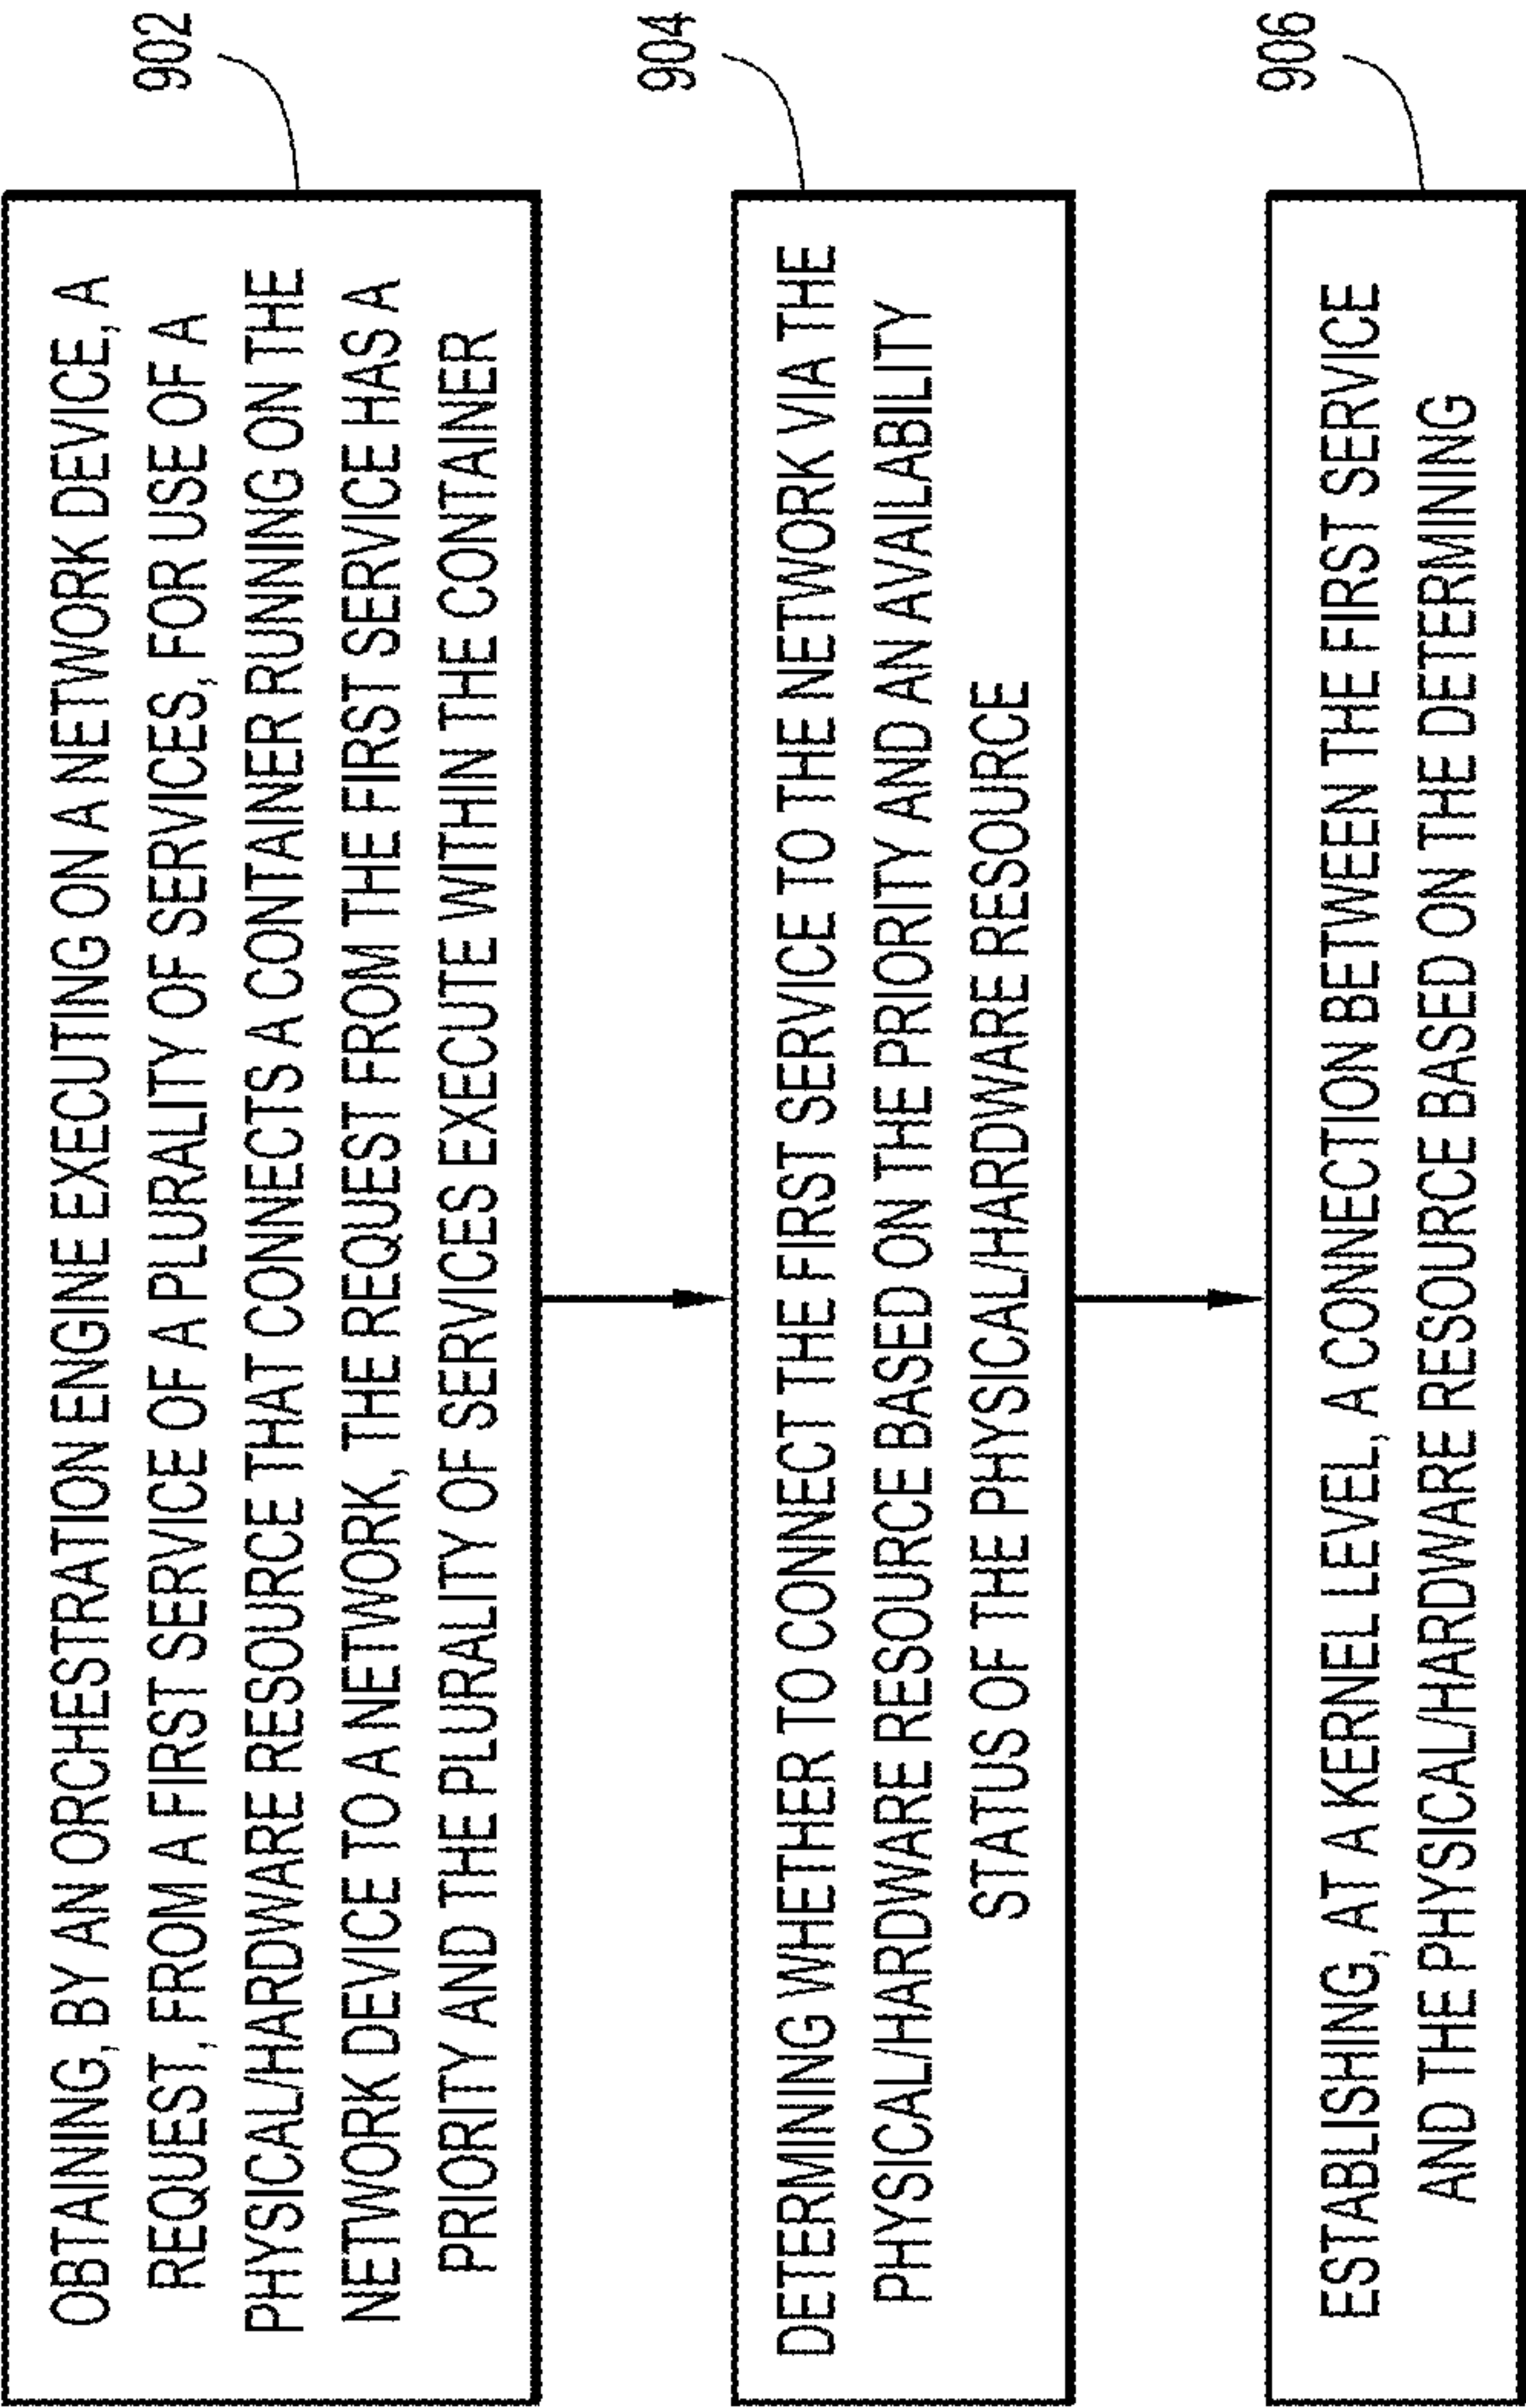 902
OBTAINING, BY AN ORCHESTRATION ENGINE EXECUTING ON A NETWORK DEVICE, A
REQUEST, FROM A FIRST SERVICE OF A PLURALITY OF SERVICES, FOR USE OF A
PHYSICAL/HARDWARE RESOURCE THAT CONNECTS A CONTAINER RUNNING ON THE
NETWORK DEVICE TO A NETWORK, THE REQUEST FROM THE FIRST SERVICE HAS A
PRIORITY AND THE PLURALITY OF SERVICES EXECUTE WITHIN THE CONTAINER
904
DETERMINING WHETHER TO CONNECT THE FIRST SERVICE TO THE NETWORK VIA THE
PHYSICAL/HARDWARE RESOURCE BASED ON THE PRIORITY AND AN AVAILABILITY
STATUS OF THE PHYSICAL/HARDWARE RESOURCE
906
ESTABLISHING, AT A KERNEL LEVEL, A CONNECTION BETWEEN THE FIRST SERVICE
AND THE PHYSICAL/HARDWARE RESOURCE BASED ON THE DETERMINING